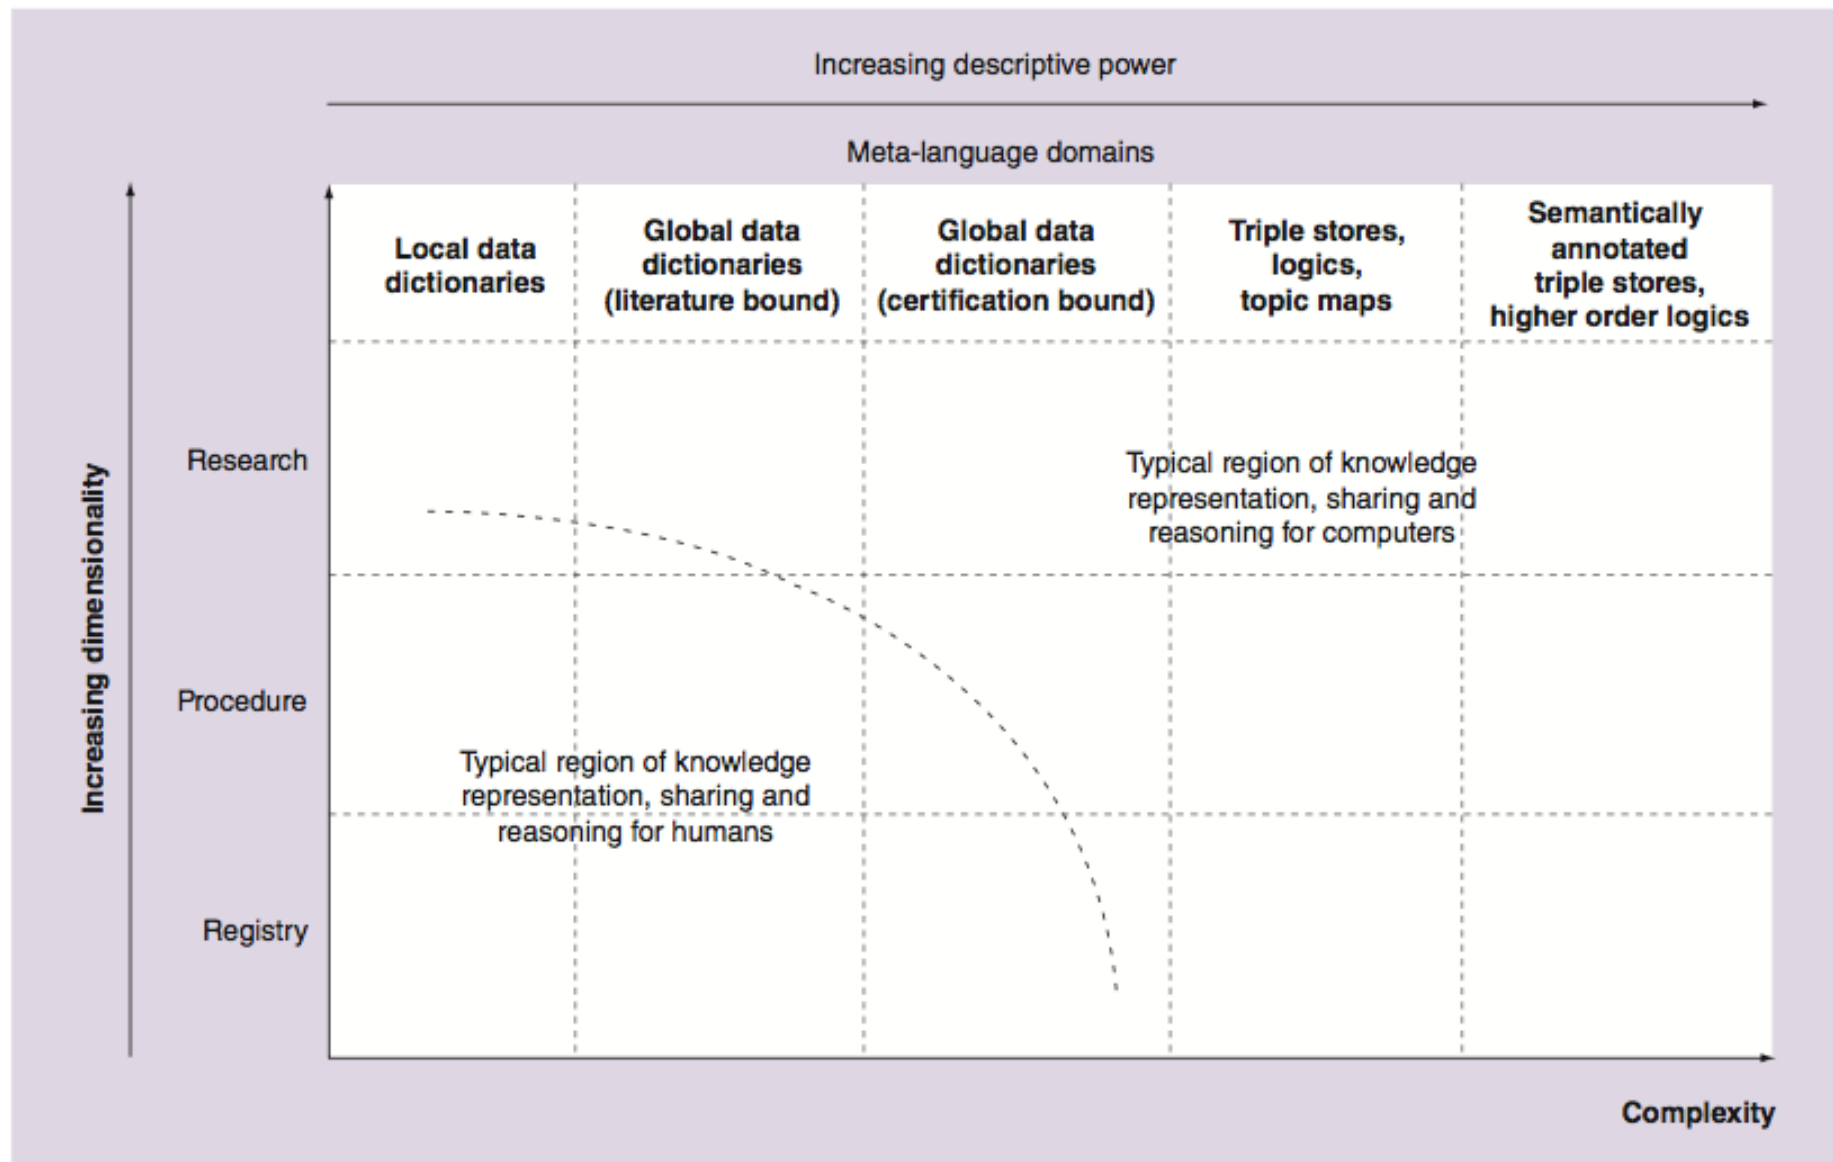 Increasing descriptive power
Meta-language domains
Local data
dictionaries
Global data
dictionaries
(literature bound)
Global data
dictionaries
(certification bound)
Triple stores,
logics,
topic maps
Semantically
annotated
triple stores,
higher order logics
Increasing dimensionality
Research
Typical region of knowledge
representation, sharing and
reasoning for computers
Procedure
Typical region of knowledge
representation, sharing and
reasoning for humans
Registry
Complexity